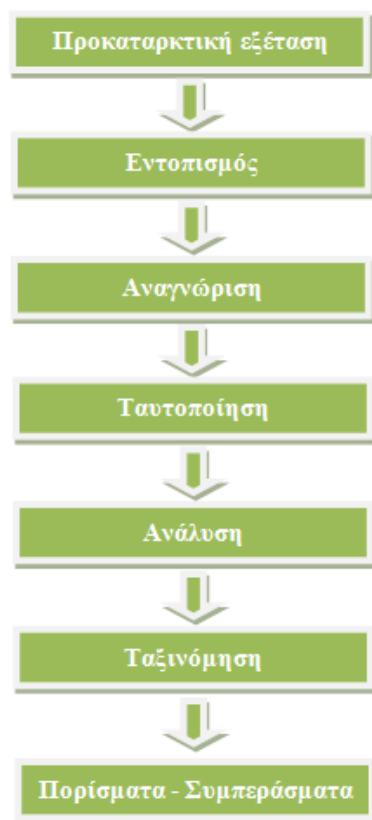 Προκαταρκτική εξέταση
Εντοπισμός
Αναγνώριση
Ταυτοποίηση
Ανάλυση
Ταξινόμηση
Πορίσματα - Συμπεράσματα